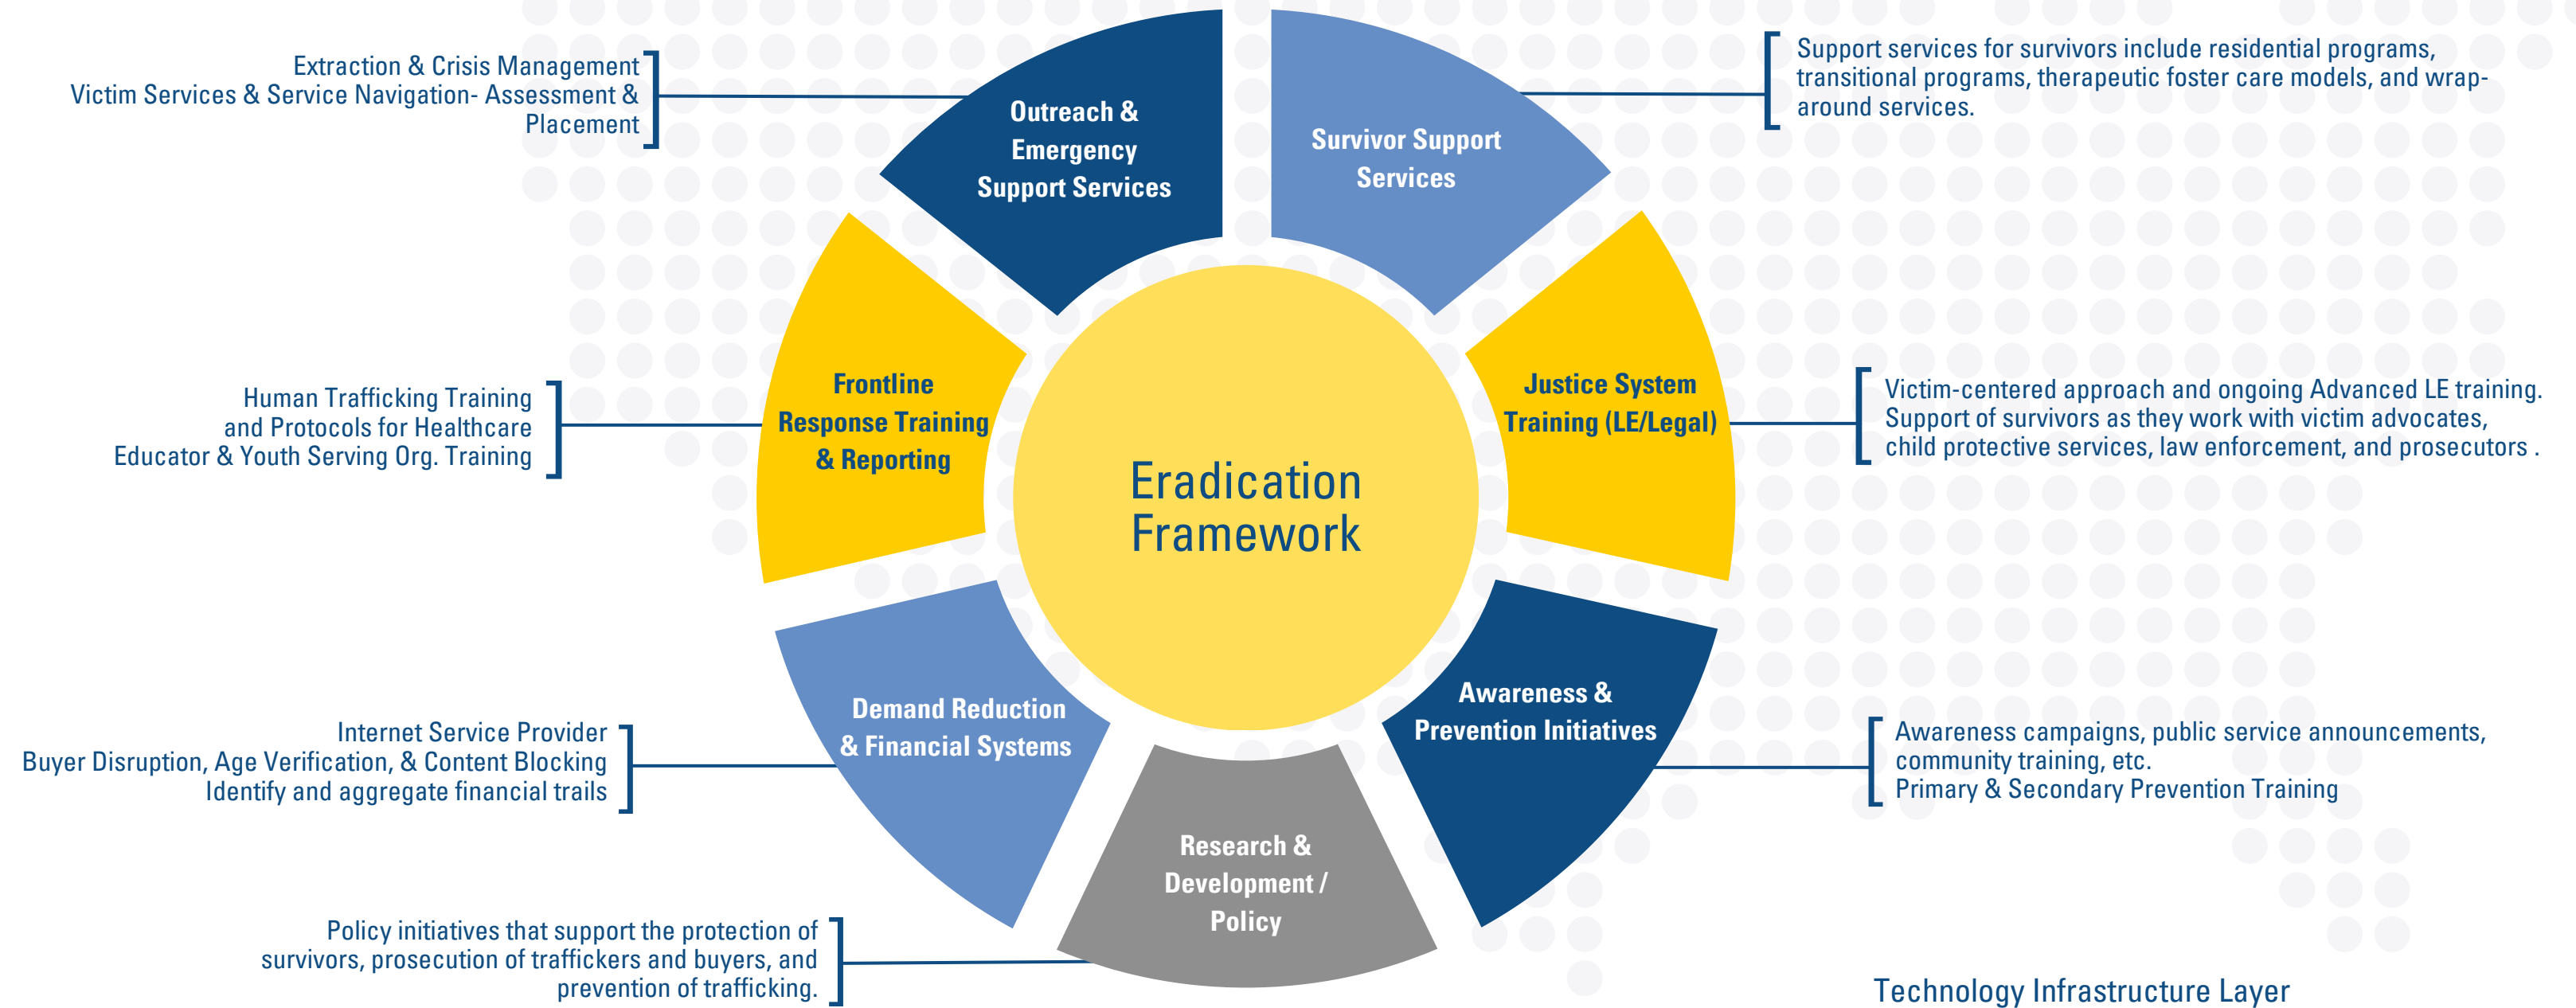 Extraction & Crisis Management
Victim Services & Service Navigation- Assessment &
Placement
Outreach &
Emergency
Support Services
Survivor Support
Services
Support services for survivors include residential programs,
transitional programs, therapeutic foster care models, and wrap-
around services.
Human Trafficking Training
and Protocols for Healthcare
Educator & Youth Serving Org. Training
Frontline
Response Training
& Reporting
Eradication
Framework
Justice System
Training (LE/Legal)
Victim-centered approach and ongoing Advanced LE training.
Support of survivors as they work with victim advocates,
child protective services, law enforcement, and prosecutors .
Internet Service Provider
Buyer Disruption, Age Verification, & Content Blocking
Identify and aggregate financial trails
Demand Reduction
& Financial Systems
Awareness &
Prevention Initiatives
Awareness campaigns, public service announcements,
community training, etc.
Primary & Secondary Prevention Training
Policy initiatives that support the protection of
survivors, prosecution of traffickers and buyers, and
prevention of trafficking.
Research &
Development /
Policy
Technology Infrastructure Layer